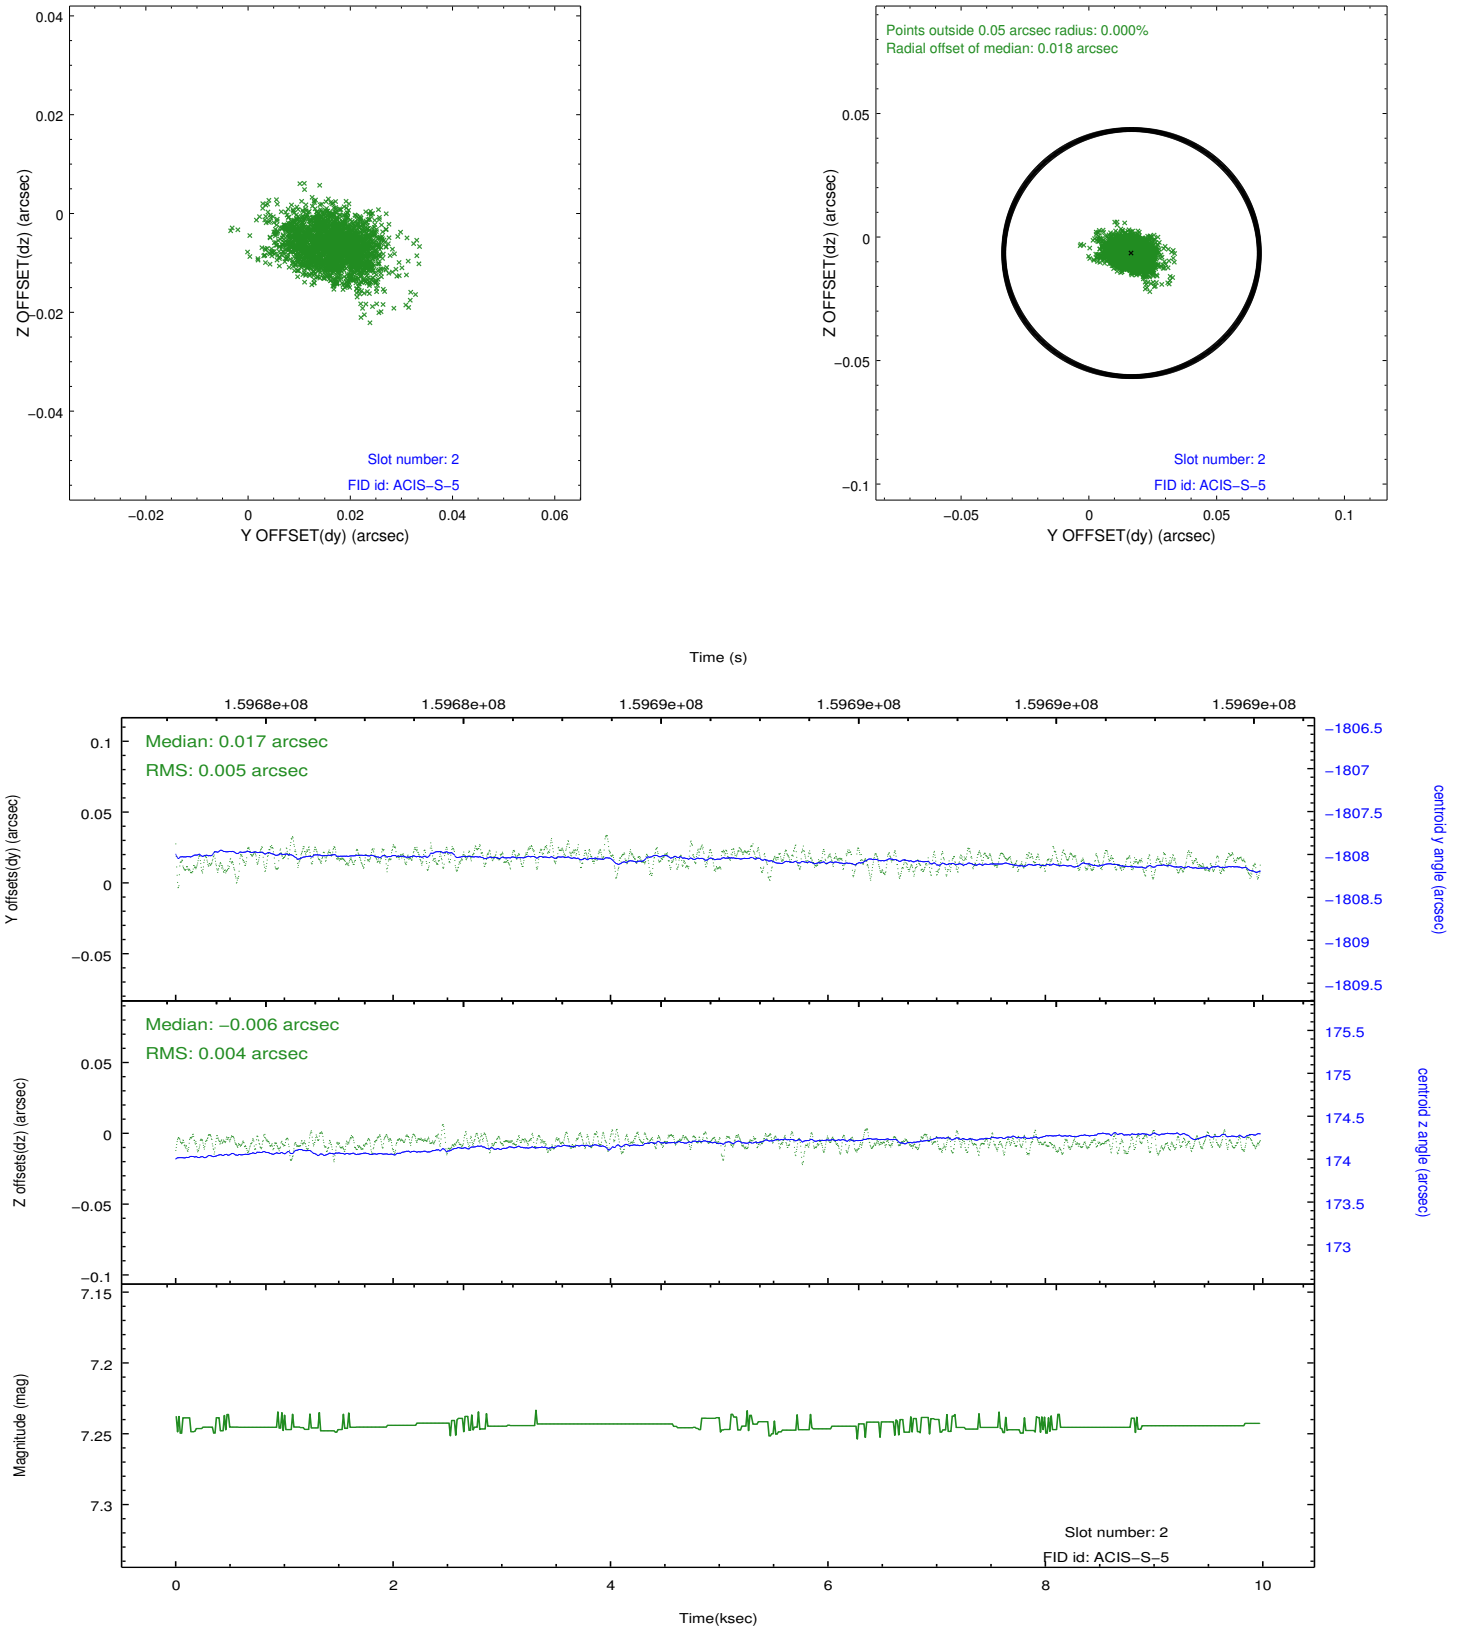 0.04
0.02
0
−0.02
−0.04
Z OFFSET(dz) (arcsec)
Slot number: 2
FID id: ACIS−S−5
−0.02 0 0.02 0.04 0.06
Y OFFSET(dy) (arcsec)
Points outside 0.05 arcsec radius: 0.000%
Radial offset of median: 0.018 arcsec
0.05
0
−0.05
−0.1
Z OFFSET(dz) (arcsec)
Slot number: 2
FID id: ACIS−S−5
−0.05 0 0.05 0.1
Y OFFSET(dy) (arcsec)
Time (s)
1.5968e+08 1.5968e+08 1.5969e+08 1.5969e+08 1.5969e+08 1.5969e+08
Median: 0.017 arcsec
RMS: 0.005 arcsec
0.1
0.05
0
−0.05
Y offsets(dy) (arcsec)
−1806.5
−1807
−1807.5
−1808
−1808.5
−1809
−1809.5
centroid y angle (arcsec)
Median: −0.006 arcsec
RMS: 0.004 arcsec
0.05
0
−0.05
−0.1
Z offsets(dz) (arcsec)
175.5
175
174.5
174
173.5
173
centroid z angle (arcsec)
7.15
7.2
7.25
7.3
Magnitude (mag)
Slot number: 2
FID id: ACIS−S−5
0 2 4 6 8 10
Time(ksec)